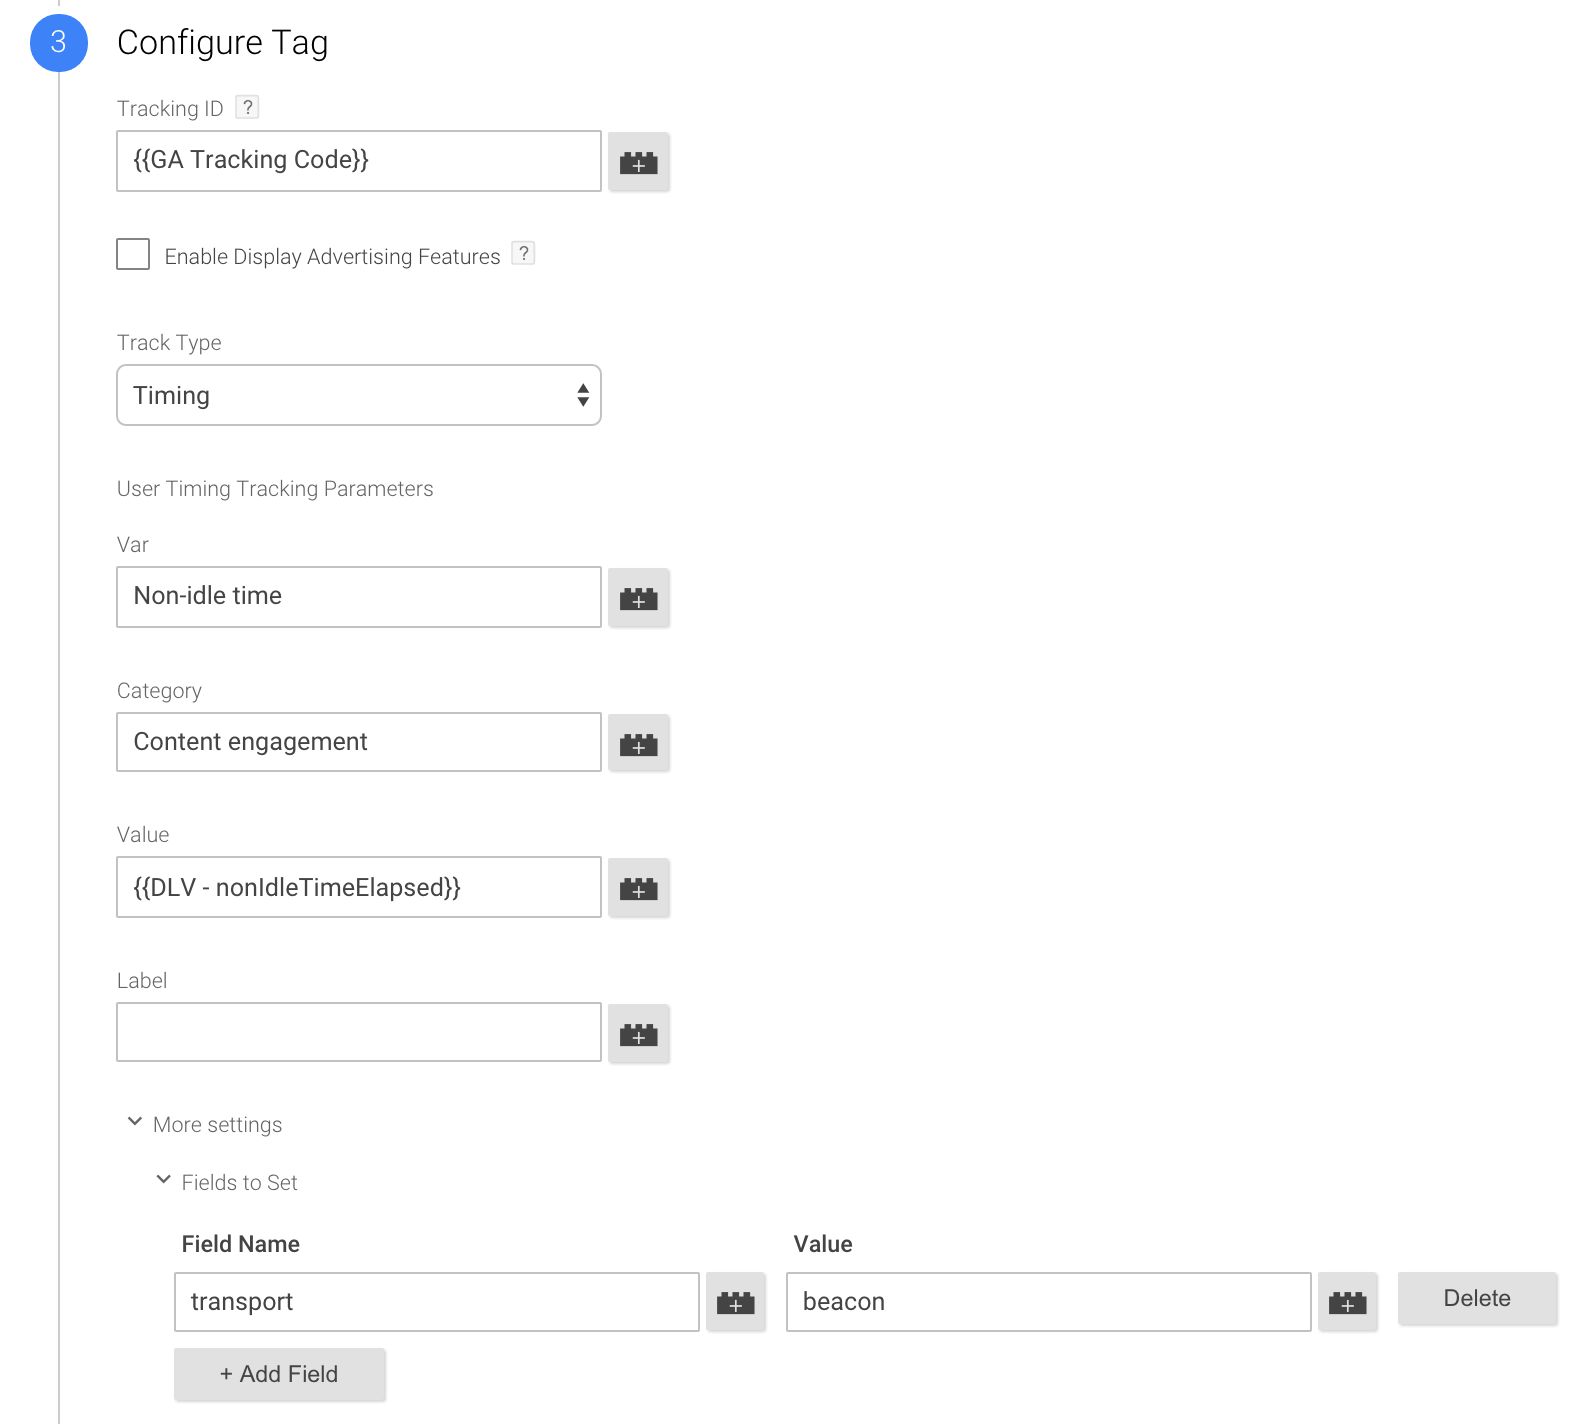 3
Configure Tag
Tracking ID ?
{{GA Tracking Code}}
Enable Display Advertising Features ?
Track Type
Timing
User Timing Tracking Parameters
Var
Non-idle time
Category
Content engagement
Value
{{DLV - nonIdleTimeElapsed}}
Label
More settings
Fields to Set
Field Name Value
transport beacon Delete
+ Add Field